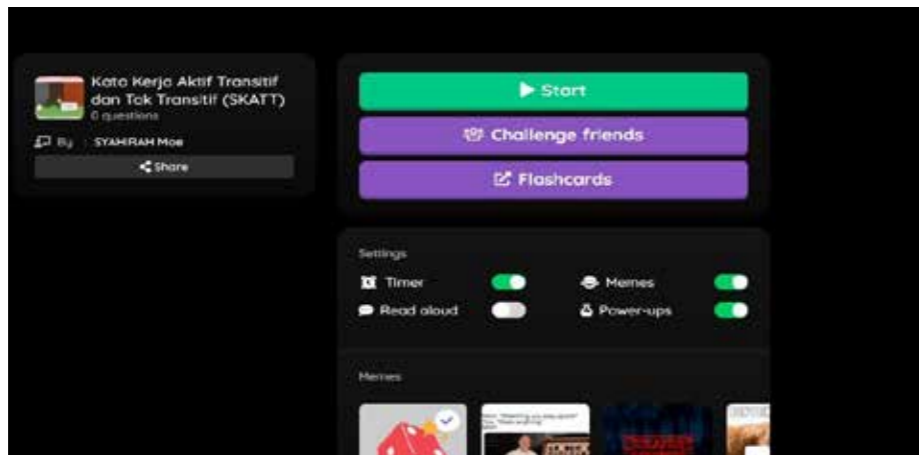 Kata Kerja Aktif Transitif
dan Tak Transitif (SKATT)
0 questions
By : SYAHIRAH Moe
Share
Start
Challenge friends
Flashcards
Settings
Timer
Memes
Read aloud
Power-ups
Memes